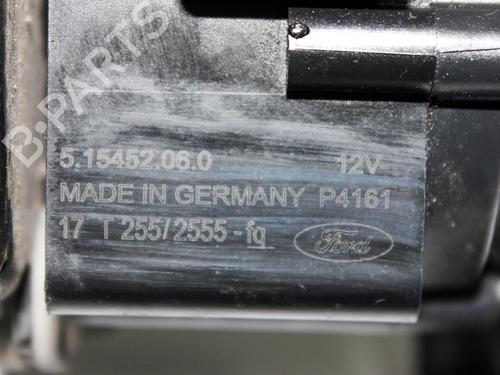 B-PARTS
5.15452.06.0 12V
MADE IN GERMANY P4161
17 T 255/2555-fq Ford